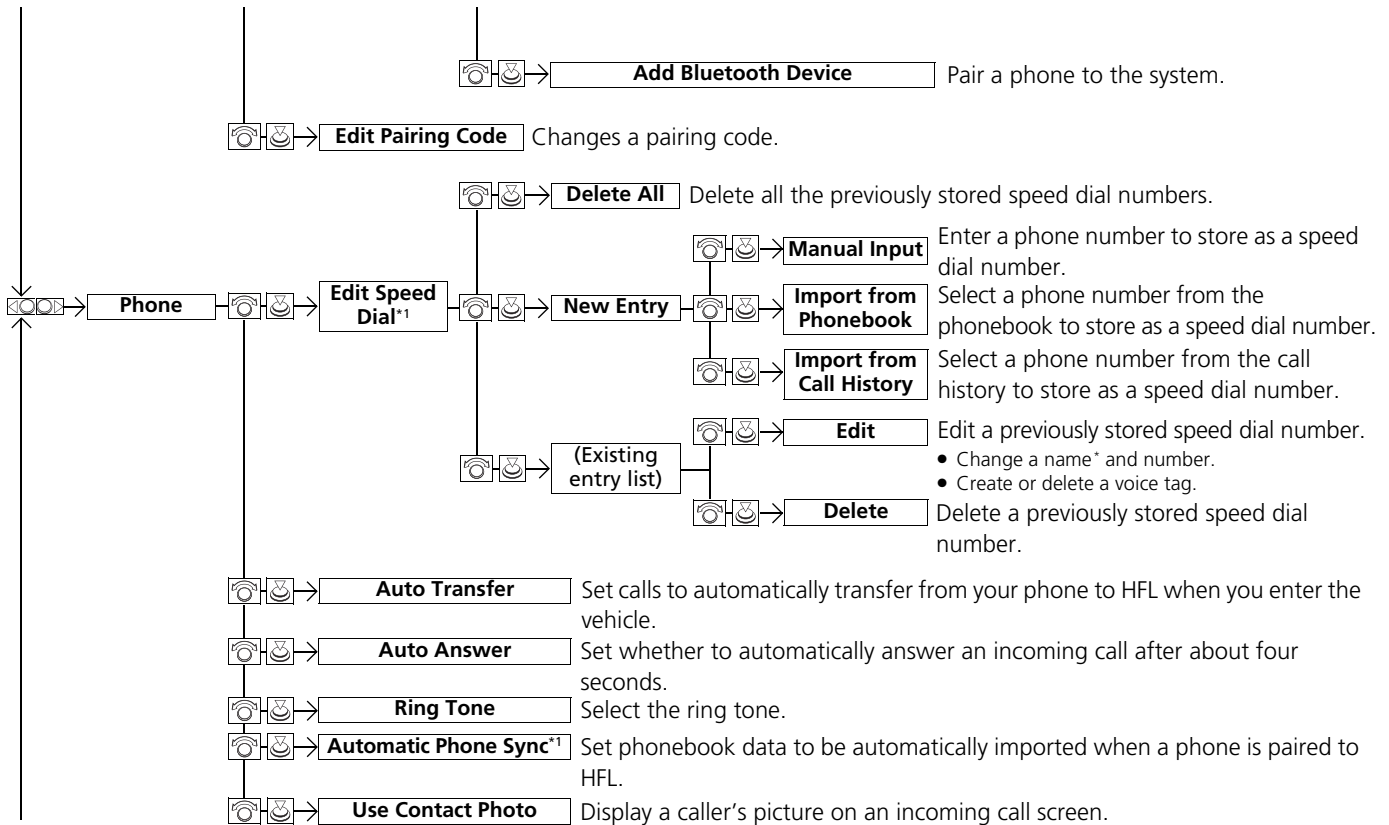 Add Bluetooth Device Pair a phone to the system.
Edit Pairing Code Changes a pairing code.
Delete All Delete all the previously stored speed dial numbers.
Manual Input Enter a phone number to store as a speed
dial number.
Phone
Edit Speed
Dial*1
New Entry
Import from
Phonebook
Select a phone number from the
phonebook to store as a speed dial number.
Import from
Call History
Select a phone number from the call
history to store as a speed dial number.
(Existing
entry list)
Edit
Edit a previously stored speed dial number.
• Change a name* and number.
• Create or delete a voice tag.
Delete
Delete a previously stored speed dial
number.
Auto Transfer Set calls to automatically transfer from your phone to HFL when you enter the
vehicle.
Auto Answer Set whether to automatically answer an incoming call after about four
seconds.
Ring Tone Select the ring tone.
Automatic Phone Sync*1 Set phonebook data to be automatically imported when a phone is paired to
HFL.
Use Contact Photo Display a caller's picture on an incoming call screen.